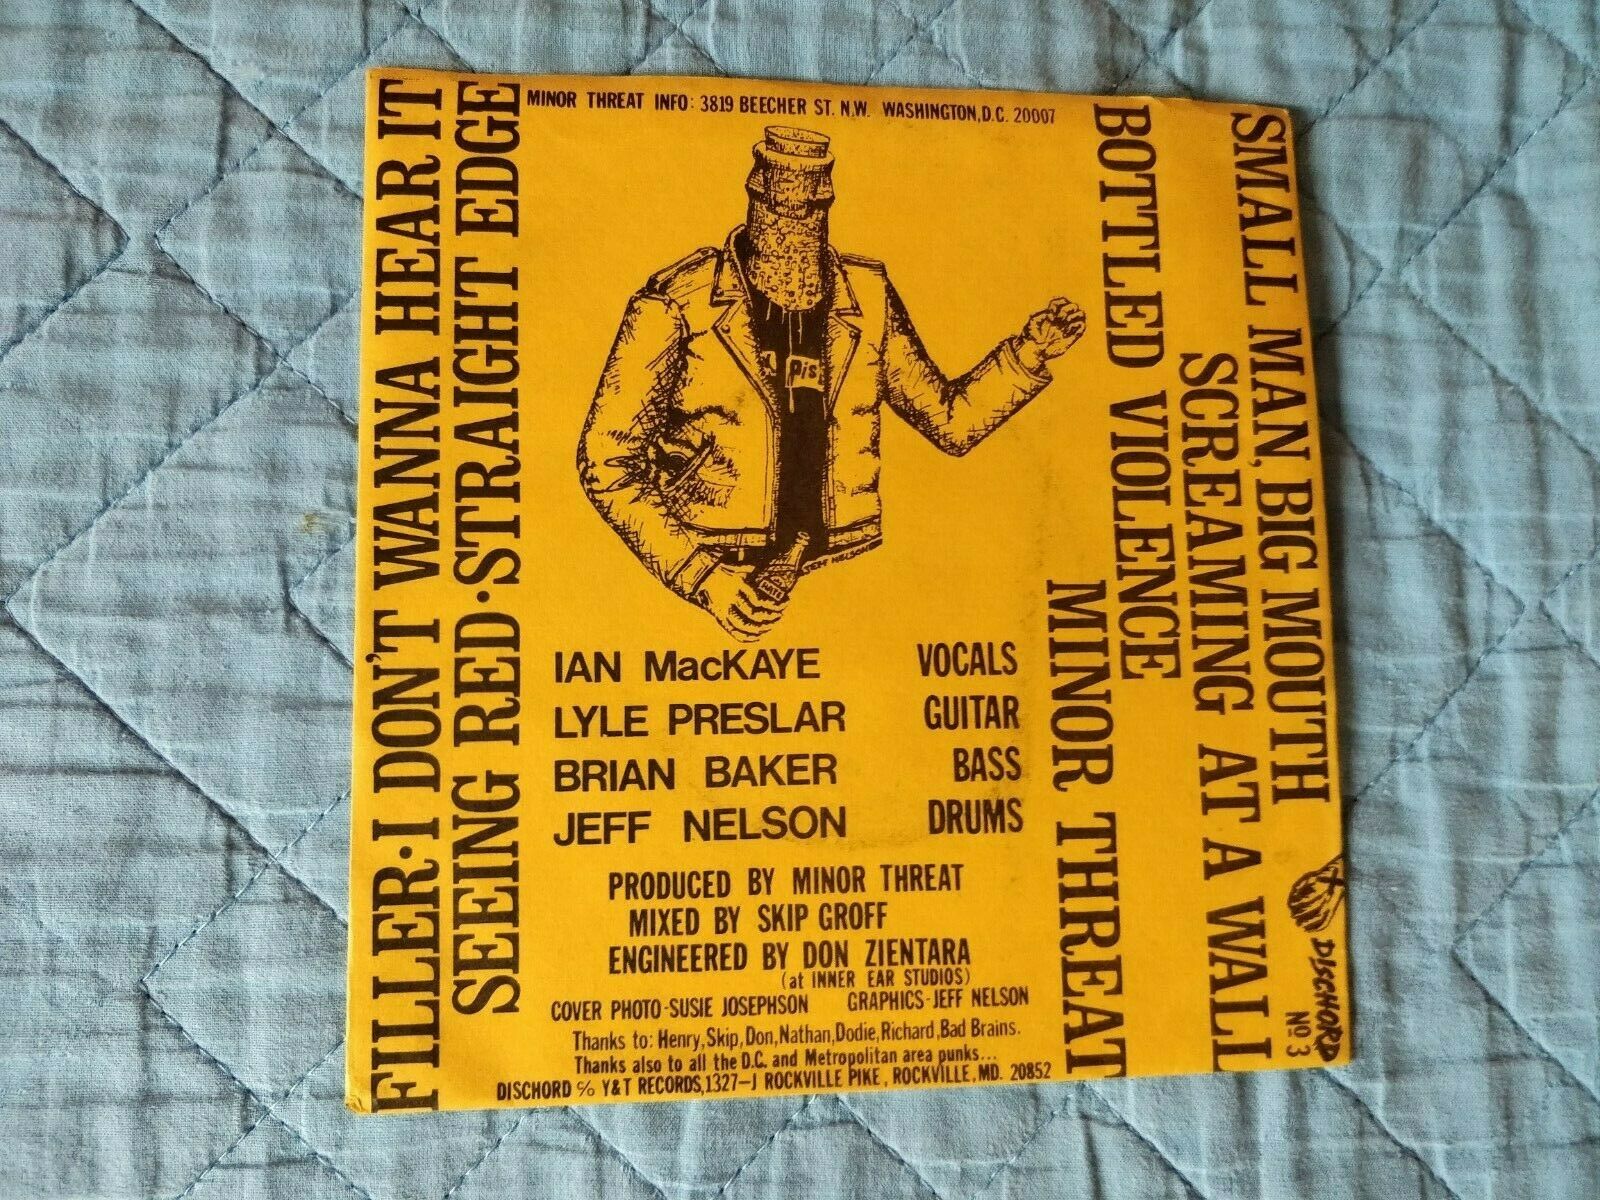 MINOR THREAT INFO: 3819 BEECHER ST. N.W. WASHINGTON, D.C. 20007
FILLER·I DON'T WANNA HEAR IT
SEEING RED·STRAIGHT EDGE
SMALL MAN, BIG MOUTH
SCREAMING AT A WALL
BOTTLED VIOLENCE
MINOR THREAT
Pis
HATE
JEFF NELSON
IAN MacKAYE VOCALS
LYLE PRESLAR GUITAR
BRIAN BAKER BASS
JEFF NELSON DRUMS
PRODUCED BY MINOR THREAT
MIXED BY SKIP GROFF
ENGINEERED BY DON ZIENTARA
(at INNER EAR STUDIOS)
COVER PHOTO-SUSIE JOSEPHSON GRAPHICS-JEFF NELSON
Thanks to: Henry, Skip, Don, Nathan, Dodie, Richard, Bad Brains.
Thanks also to all the D.C. and Metropolitan area punks...
DISCHORD c/o Y&T RECORDS, 1327-J ROCKVILLE PIKE, ROCKVILLE, MD. 20852
X
DISCHORD
Nº 3